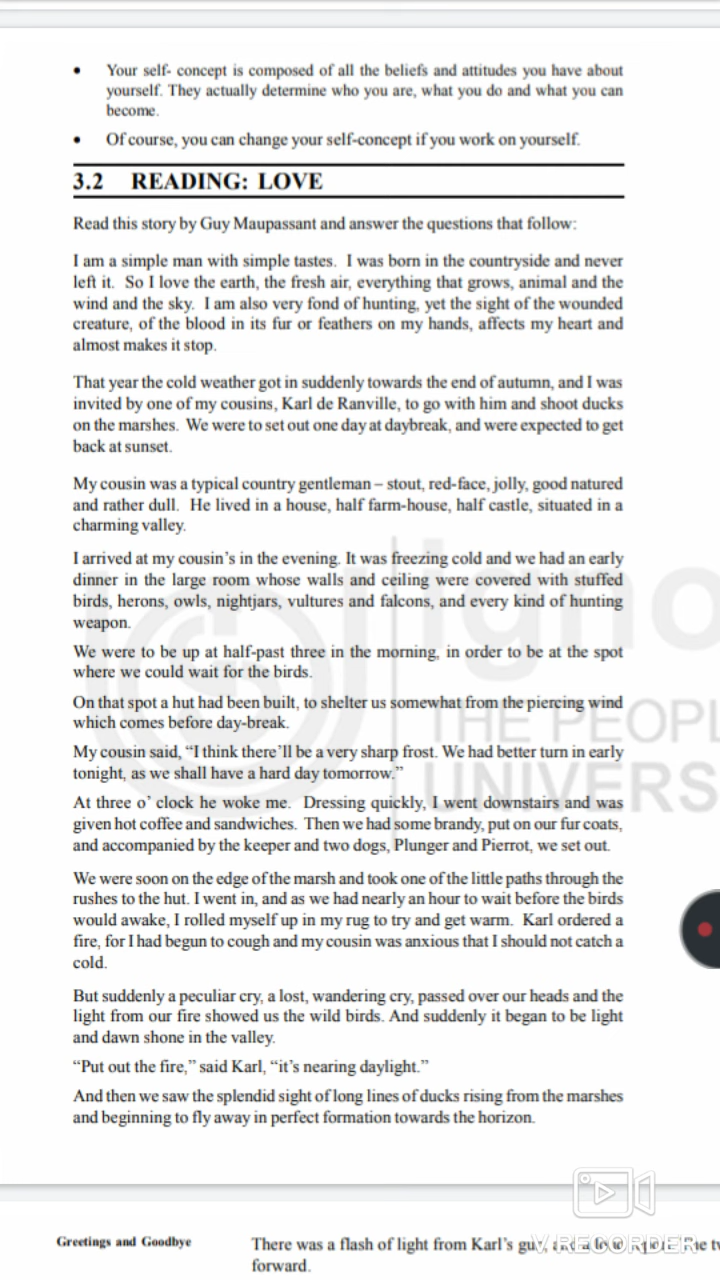 • Your self- concept is composed of all the beliefs and attitudes you have about
yourself. They actually determine who you are, what you do and what you can
become.
• Of course, you can change your self-concept if you work on yourself.
3.2 READING: LOVE
Read this story by Guy Maupassant and answer the questions that follow:
I am a simple man with simple tastes. I was born in the countryside and never
left it. So I love the earth, the fresh air, everything that grows, animal and the
wind and the sky. I am also very fond of hunting, yet the sight of the wounded
creature, of the blood in its fur or feathers on my hands, affects my heart and
almost makes it stop.
That year the cold weather got in suddenly towards the end of autumn, and I was
invited by one of my cousins, Karl de Ranville, to go with him and shoot ducks
on the marshes. We were to set out one day at daybreak, and were expected to get
back at sunset.
My cousin was a typical country gentleman – stout, red-face, jolly, good natured
and rather dull. He lived in a house, half farm-house, half castle, situated in a
charming valley.
I arrived at my cousin's in the evening. It was freezing cold and we had an early
dinner in the large room whose walls and ceiling were covered with stuffed
birds, herons, owls, nightjars, vultures and falcons, and every kind of hunting
weapon.
We were to be up at half-past three in the morning, in order to be at the spot
where we could wait for the birds.
On that spot a hut had been built, to shelter us somewhat from the piercing wind
which comes before day-break.
My cousin said, “I think there’ll be a very sharp frost. We had better turn in early
tonight, as we shall have a hard day tomorrow.”
At three o’ clock he woke me. Dressing quickly, I went downstairs and was
given hot coffee and sandwiches. Then we had some brandy, put on our fur coats,
and accompanied by the keeper and two dogs, Plunger and Pierrot, we set out.
We were soon on the edge of the marsh and took one of the little paths through the
rushes to the hut. I went in, and as we had nearly an hour to wait before the birds
would awake, I rolled myself up in my rug to try and get warm. Karl ordered a
fire, for I had begun to cough and my cousin was anxious that I should not catch a
cold.
But suddenly a peculiar cry, a lost, wandering cry, passed over our heads and the
light from our fire showed us the wild birds. And suddenly it began to be light
and dawn shone in the valley.
“Put out the fire,” said Karl, “it’s nearing daylight.”
And then we saw the splendid sight of long lines of ducks rising from the marshes
and beginning to fly away in perfect formation towards the horizon.
igno
THE PEOPL
UNIVERS
Greetings and Goodbye
There was a flash of light from Karl’s
forward.
V RECORDER